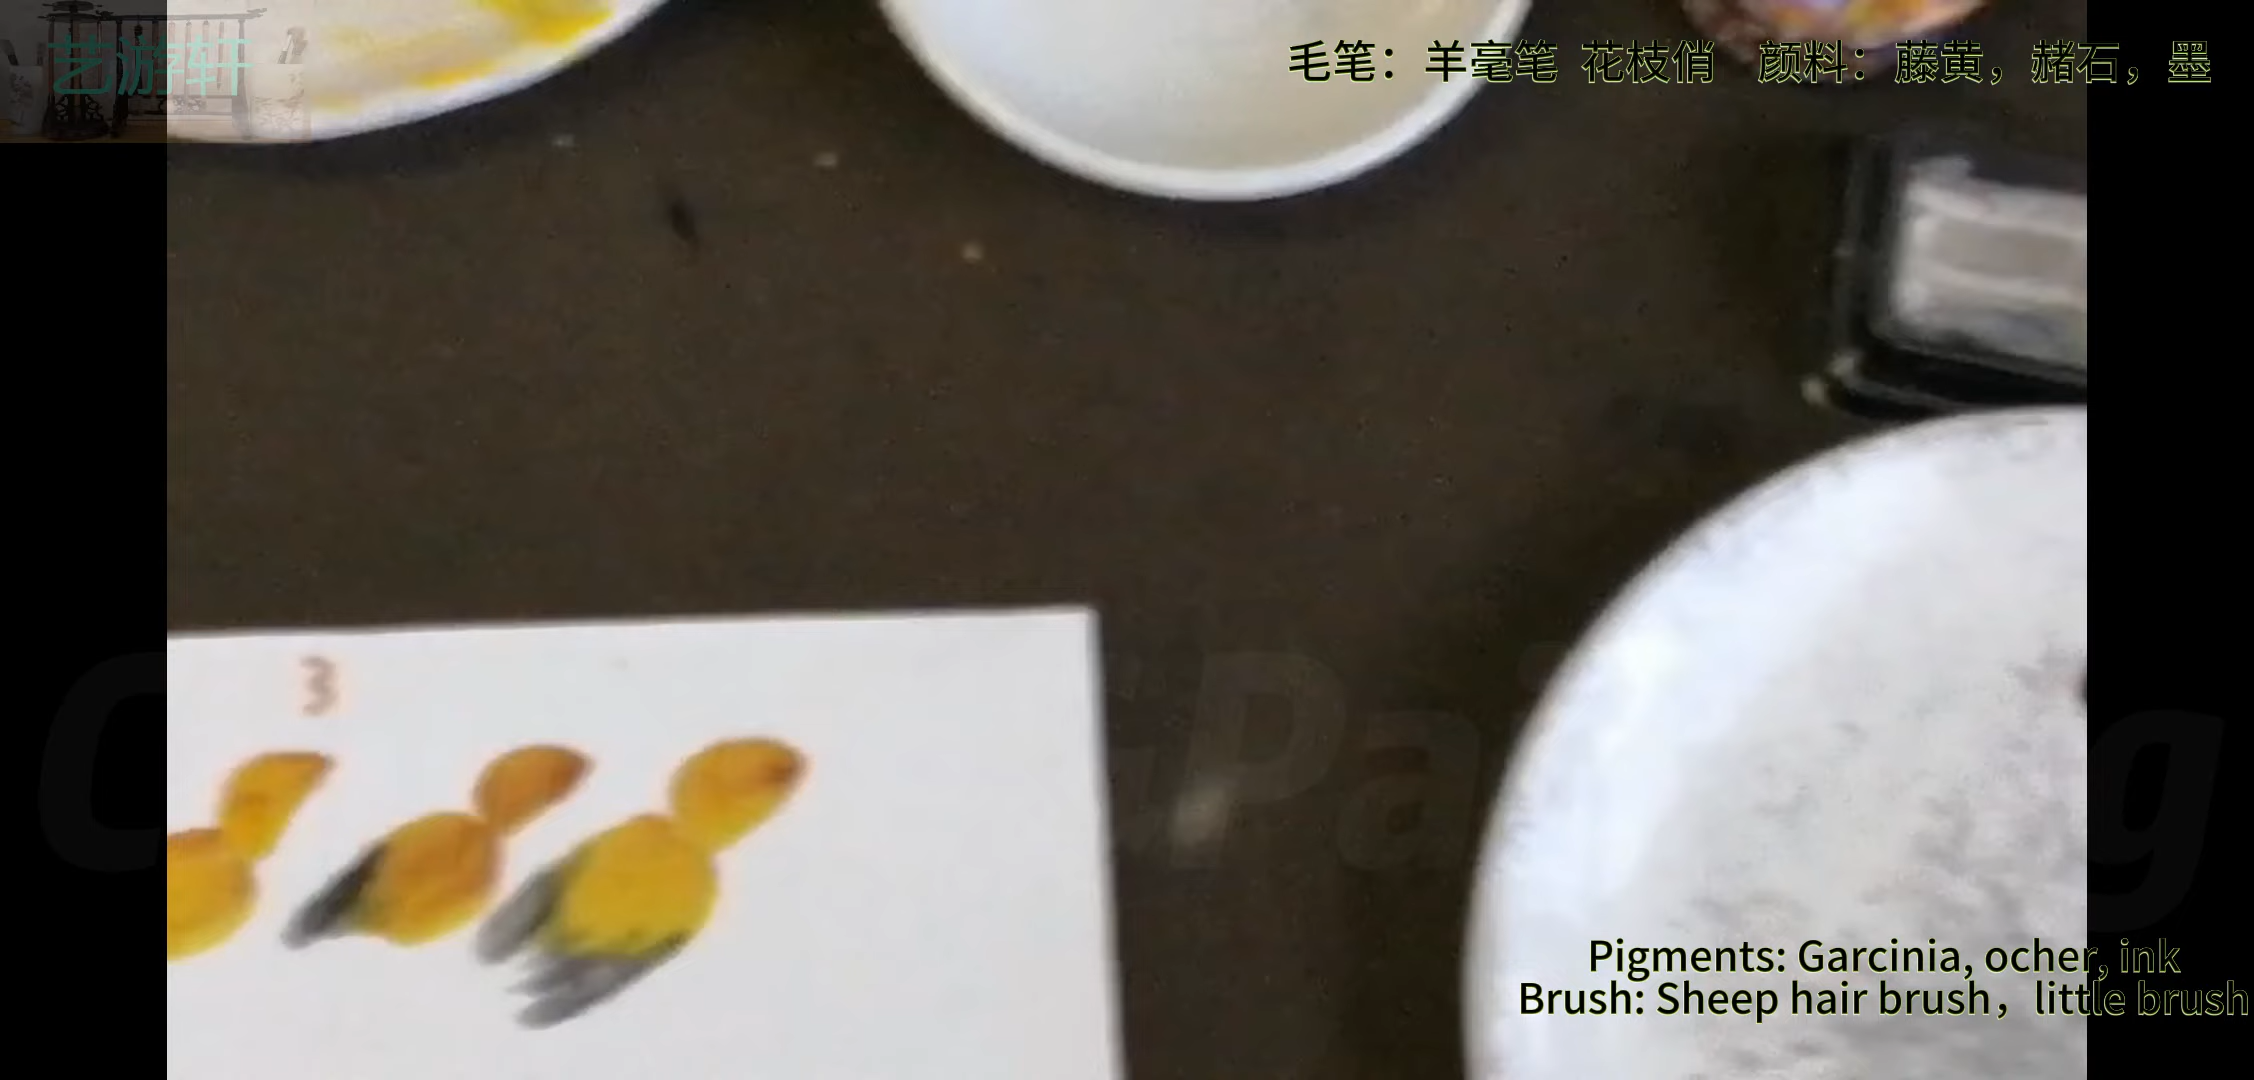 艺游轩
毛笔：羊毫笔 花枝俏 颜料：藤黄，赭石，墨
3
Pigments: Garcinia, ocher, ink
Brush: Sheep hair brush，little brush